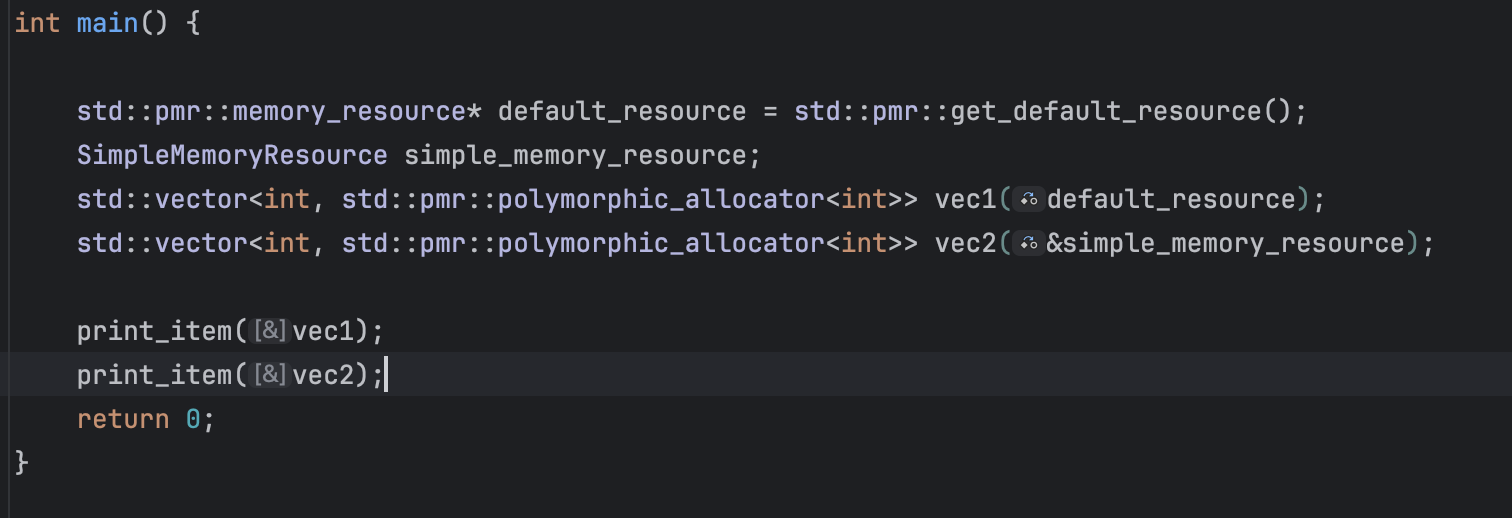 int main() {
std::pmr::memory_resource* default_resource = std::pmr::get_default_resource();
SimpleMemoryResource simple_memory_resource;
std::vector<int, std::pmr::polymorphic_allocator<int>> vec1(default_resource);
std::vector<int, std::pmr::polymorphic_allocator<int>> vec2(&simple_memory_resource);
print_item([&]vec1);
print_item([&]vec2);
return 0;
}